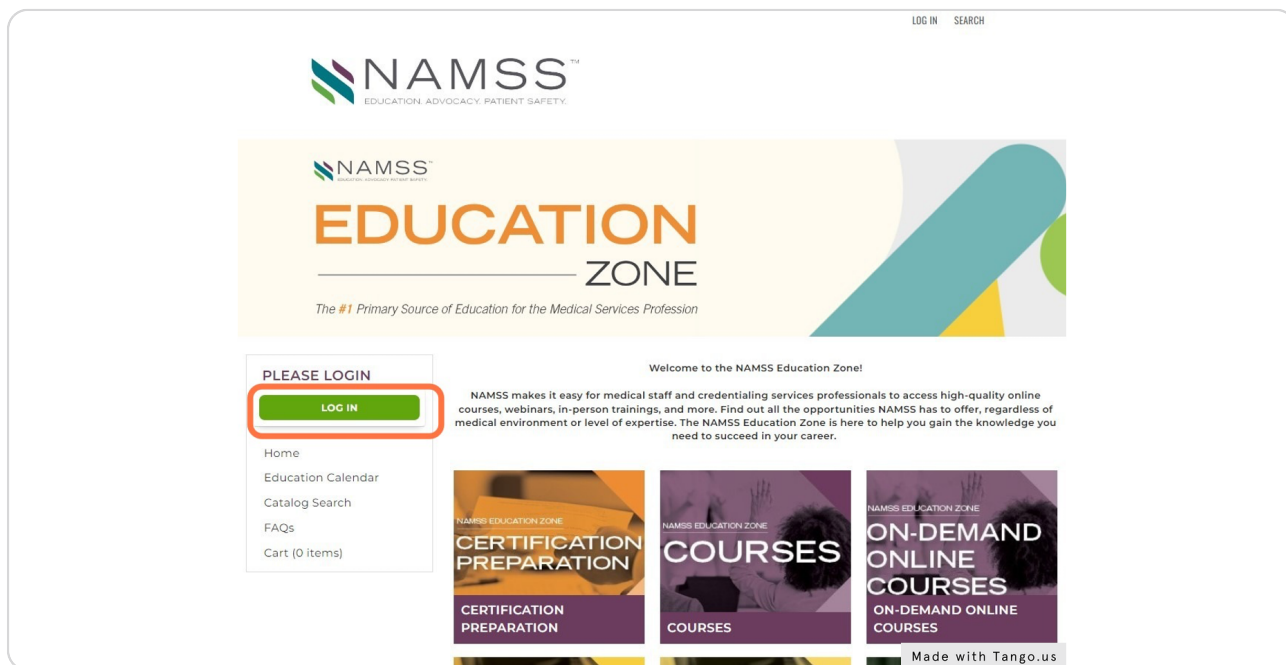 LOG IN SEARCH
NAMSS™
EDUCATION. ADVOCACY. PATIENT SAFETY.
NAMSS™
EDUCATION. ADVOCACY. PATIENT SAFETY.
EDUCATION
ZONE
The #1 Primary Source of Education for the Medical Services Profession
PLEASE LOGIN
LOG IN
Home
Education Calendar
Catalog Search
FAQs
Cart (0 items)
Welcome to the NAMSS Education Zone!
NAMSS makes it easy for medical staff and credentialing services professionals to access high-quality online
courses, webinars, in-person trainings, and more. Find out all the opportunities NAMSS has to offer, regardless of
medical environment or level of expertise. The NAMSS Education Zone is here to help you gain the knowledge you
need to succeed in your career.
NAMSS EDUCATION ZONE
CERTIFICATION
PREPARATION
CERTIFICATION
PREPARATION
NAMSS EDUCATION ZONE
COURSES
COURSES
NAMSS EDUCATION ZONE
ON-DEMAND
ONLINE
COURSES
ON-DEMAND ONLINE
COURSES
Made with Tango.us